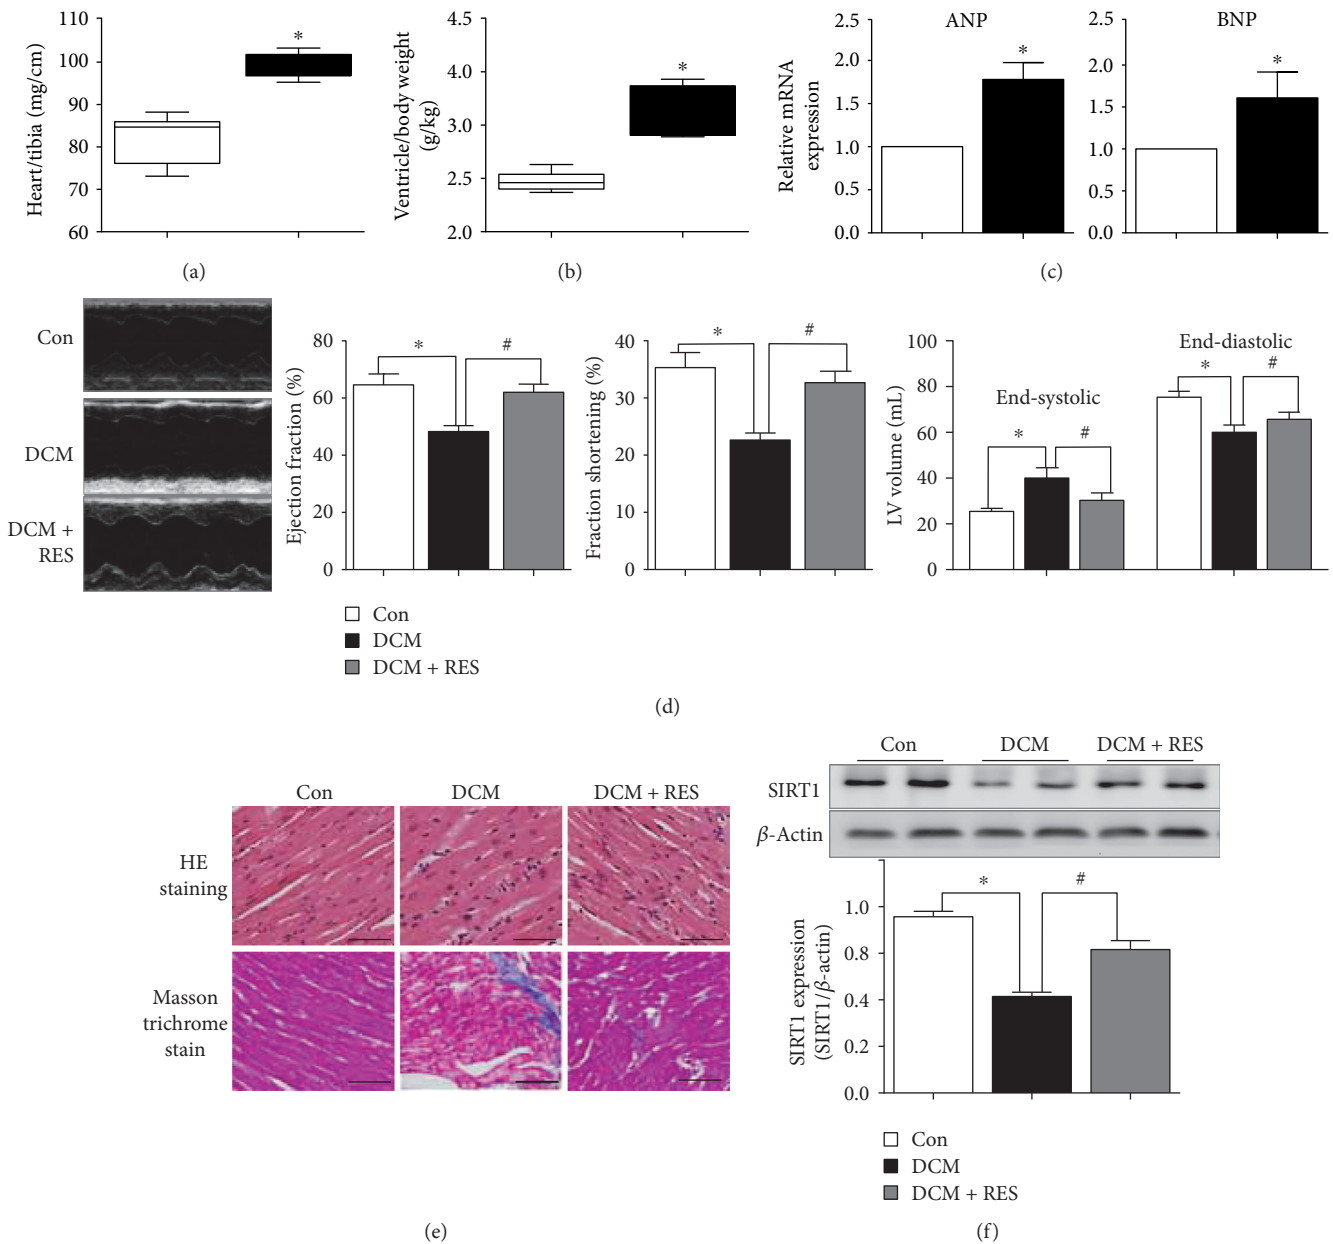 Heart/tibia (mg/cm)
110
100
90
80
70
60
*
(a)
Ventricle/body weight
(g/kg)
4.5
4.0
3.5
3.0
2.5
2.0
*
(b)
Relative mRNA
expression
ANP
2.5
2.0
1.5
1.0
0.5
0.0
*
BNP
2.5
2.0
1.5
1.0
0.5
0.0
*
(c)
Con
DCM
DCM +
RES
Ejection fraction (%)
80
60
40
20
0
* #
Fraction shortening (%)
40
30
20
10
0
* #
LV volume (mL)
100
80
60
40
20
0
End-systolic
* #
End-diastolic
* #
Con
DCM
DCM + RES
(d)
Con DCM DCM + RES
HE
staining
Masson
trichrome
stain
(e)
Con DCM DCM + RES
SIRT1
β-Actin
SIRT1 expression
(SIRT1/β-actin)
1.0
0.8
0.4
0.2
0.0
* #
Con
DCM
DCM + RES
(f)